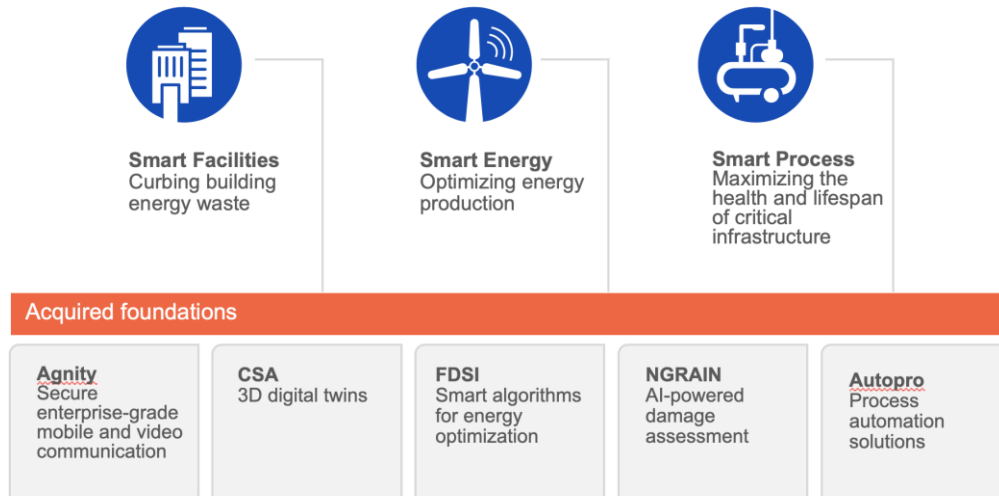 Smart Facilities
Curbing building
energy waste
Smart Energy
Optimizing energy
production
Smart Process
Maximizing the
health and lifespan
of critical
infrastructure
Acquired foundations
Agnity
Secure
enterprise-grade
mobile and video
communication
CSA
3D digital twins
FDSI
Smart algorithms
for energy
optimization
NGRAIN
AI-powered
damage
assessment
Autopro
Process
automation
solutions